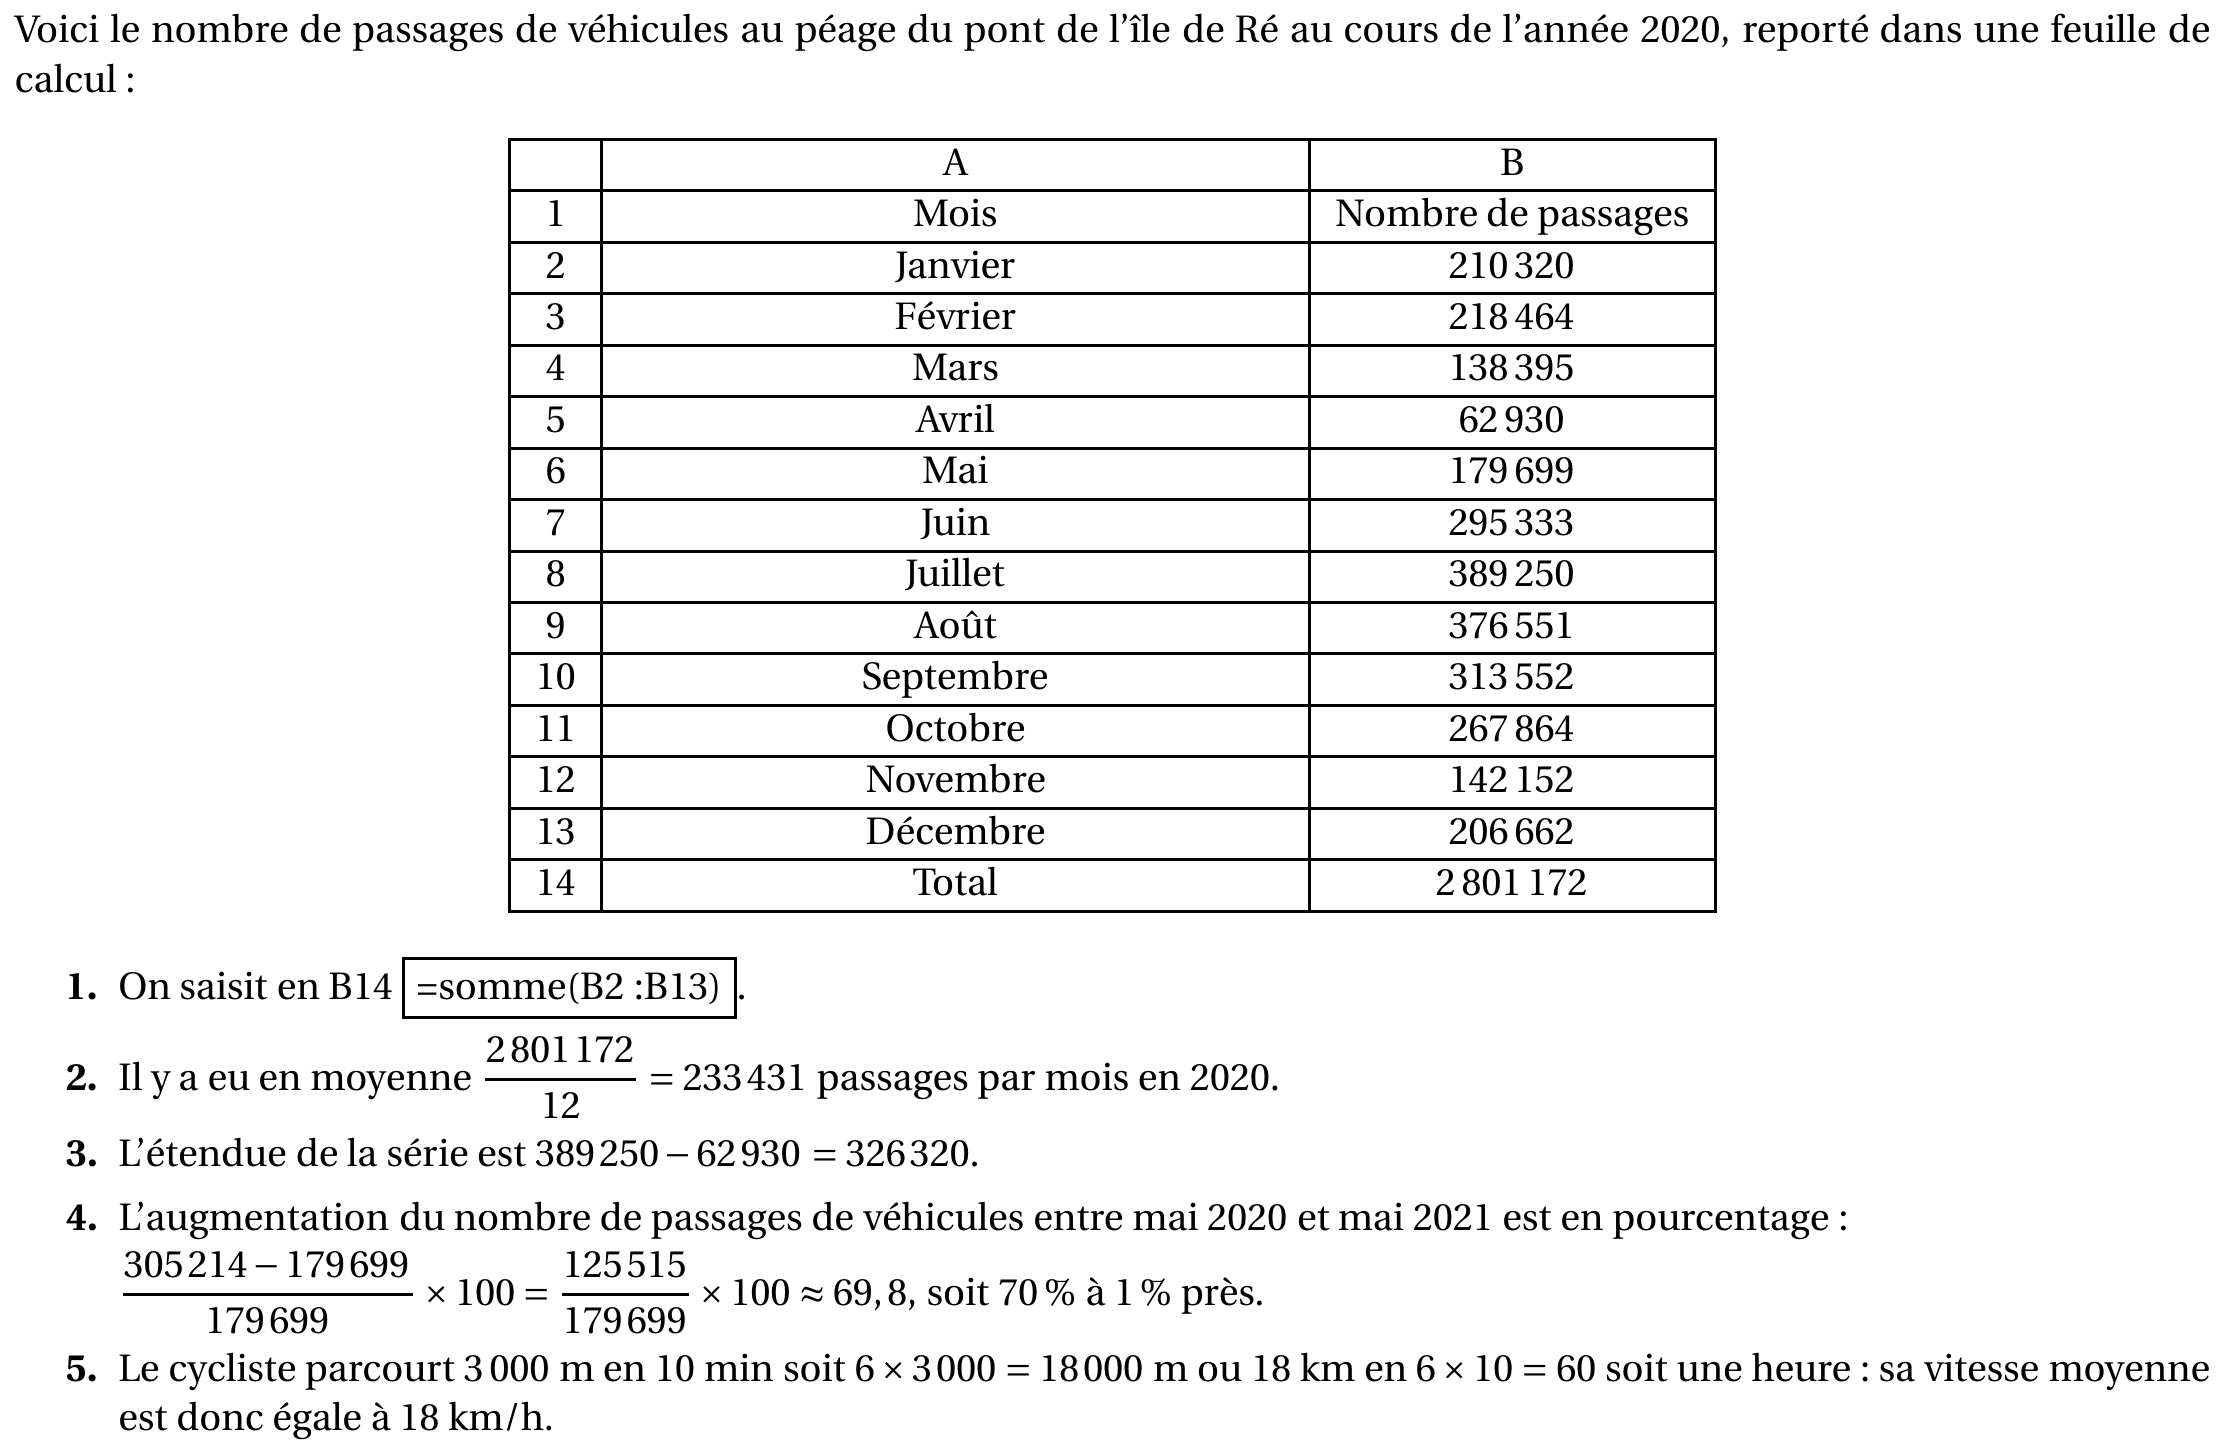 Voici le nombre de passages de véhicules au péage du pont de l'île de Ré au cours de l'année 2020, reporté dans une feuille de
calcul :
A B
1 Mois Nombre de passages
2 Janvier 210 320
3 Février 218 464
4 Mars 138 395
5 Avril 62 930
6 Mai 179 699
7 Juin 295 333
8 Juillet 389 250
9 Août 376 551
10 Septembre 313 552
11 Octobre 267 864
12 Novembre 142 152
13 Décembre 206 662
14 Total 2 801 172
1. On saisit en B14 =somme(B2 :B13) .
2. Il y a eu en moyenne 2 801 172 / 12 = 233 431 passages par mois en 2020.
3. L'étendue de la série est 389 250 – 62 930 = 326 320.
4. L'augmentation du nombre de passages de véhicules entre mai 2020 et mai 2021 est en pourcentage :
(305 214 – 179 699) / 179 699 × 100 = 125 515 / 179 699 × 100 ≈ 69,8, soit 70 % à 1 % près.
5. Le cycliste parcourt 3 000 m en 10 min soit 6 × 3 000 = 18 000 m ou 18 km en 6 × 10 = 60 soit une heure : sa vitesse moyenne
est donc égale à 18 km/h.